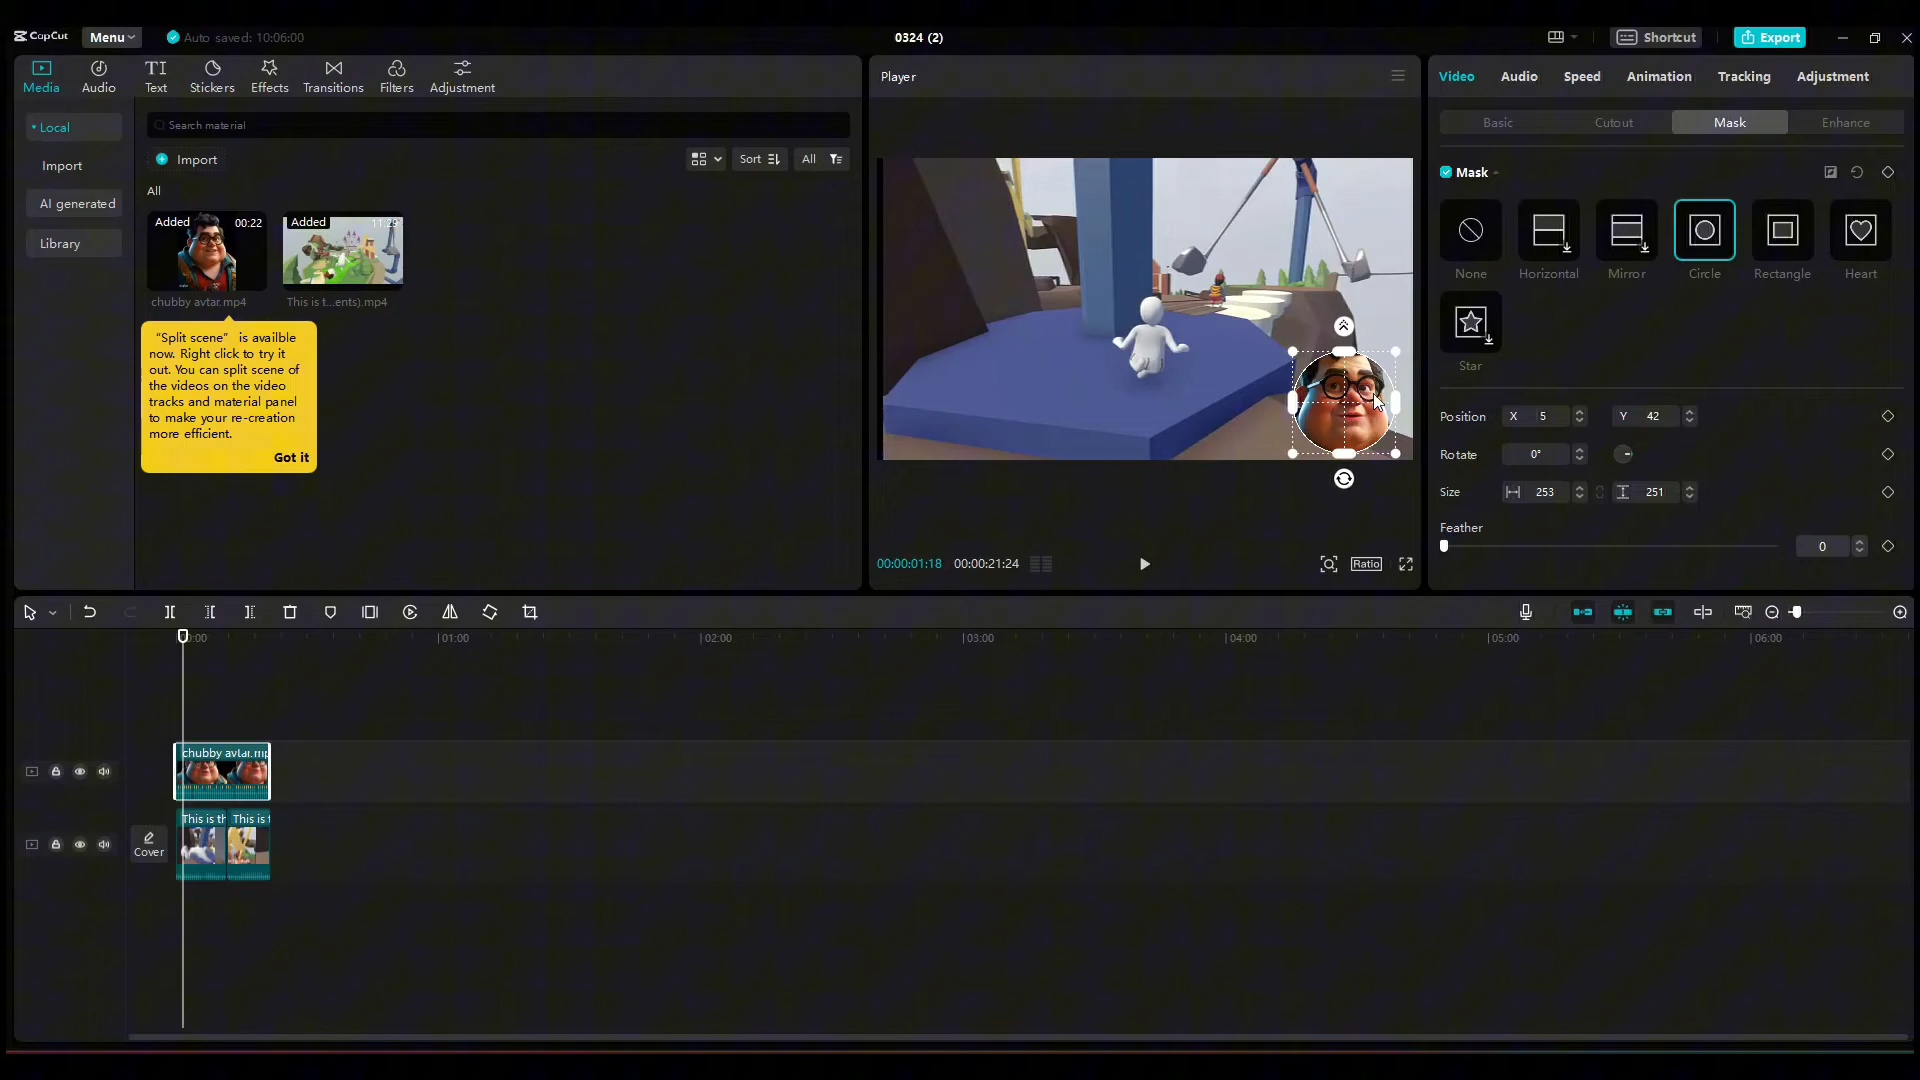 CapCut
Menu
Auto saved: 10:06:00
0324 (2)
Shortcut
Export
Media
Audio
Text
Stickers
Effects
Transitions
Filters
Adjustment
Local
Import
AI generated
Library
Search material
Import
Sort
All
All
Added
00:22
chubby avtar.mp4
Added
11:29
This is t...ents).mp4
“Split scene” is availble
now. Right click to try it
out. You can split scene of
the videos on the video
tracks and material panel
to make your re-creation
more efficient.
Got it
Player
00:00:01:18
00:00:21:24
Ratio
Video
Audio
Speed
Animation
Tracking
Adjustment
Basic
Cutout
Mask
Enhance
Mask
None
Horizontal
Mirror
Circle
Rectangle
Heart
Star
Position
X 5
Y 42
Rotate
0°
Size
253
251
Feather
0
00:00
01:00
02:00
03:00
04:00
05:00
06:00
chubby avtar.mp
Cover
This is th
This is t